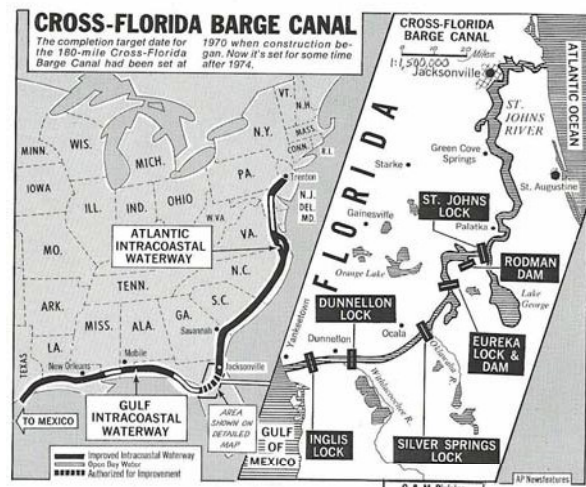 CROSS-FLORIDA BARGE CANAL
The completion target date for
the 180-mile Cross-Florida
Barge Canal had been set at
1970 when construction be-
gan. Now it's set for some time
after 1974.
MINN.
WIS.
MICH.
IOWA
ILL.
IND.
OHIO
PA.
N.Y.
VT.
N.H.
MASS.
CONN.
R.I.
Trenton
N.J.
DEL.
MD.
W.VA.
VA.
MO.
ATLANTIC
INTRACOASTAL
WATERWAY
N.C.
TENN.
ARK.
S.C.
MISS.
ALA.
GA.
Savannah
LA.
TEXAS
Mobile
New Orleans
Jacksonville
TO MEXICO
GULF
INTRACOASTAL
WATERWAY
AREA
SHOWN ON
DETAILED
MAP
Improved Intracoastal Waterway
Open Bay Water
Authorized for Improvement
CROSS-FLORIDA
BARGE CANAL
0 10 20
Miles
1:1,500,000
Jacksonville
ATLANTIC OCEAN
ST.
JOHNS
RIVER
FLORIDA
Green Cove
Springs
Starke
St. Augustine
ST. JOHNS
LOCK
Gainesville
Palatka
Orange Lake
RODMAN
DAM
Lake
George
DUNNELLON
LOCK
Yankeetown
Dunnellon
Ocala
EUREKA
LOCK &
DAM
Oklawaha R.
Withlacoochee R.
GULF
OF
MEXICO
INGLIS
LOCK
SILVER SPRINGS
LOCK
AP Newsfeatures